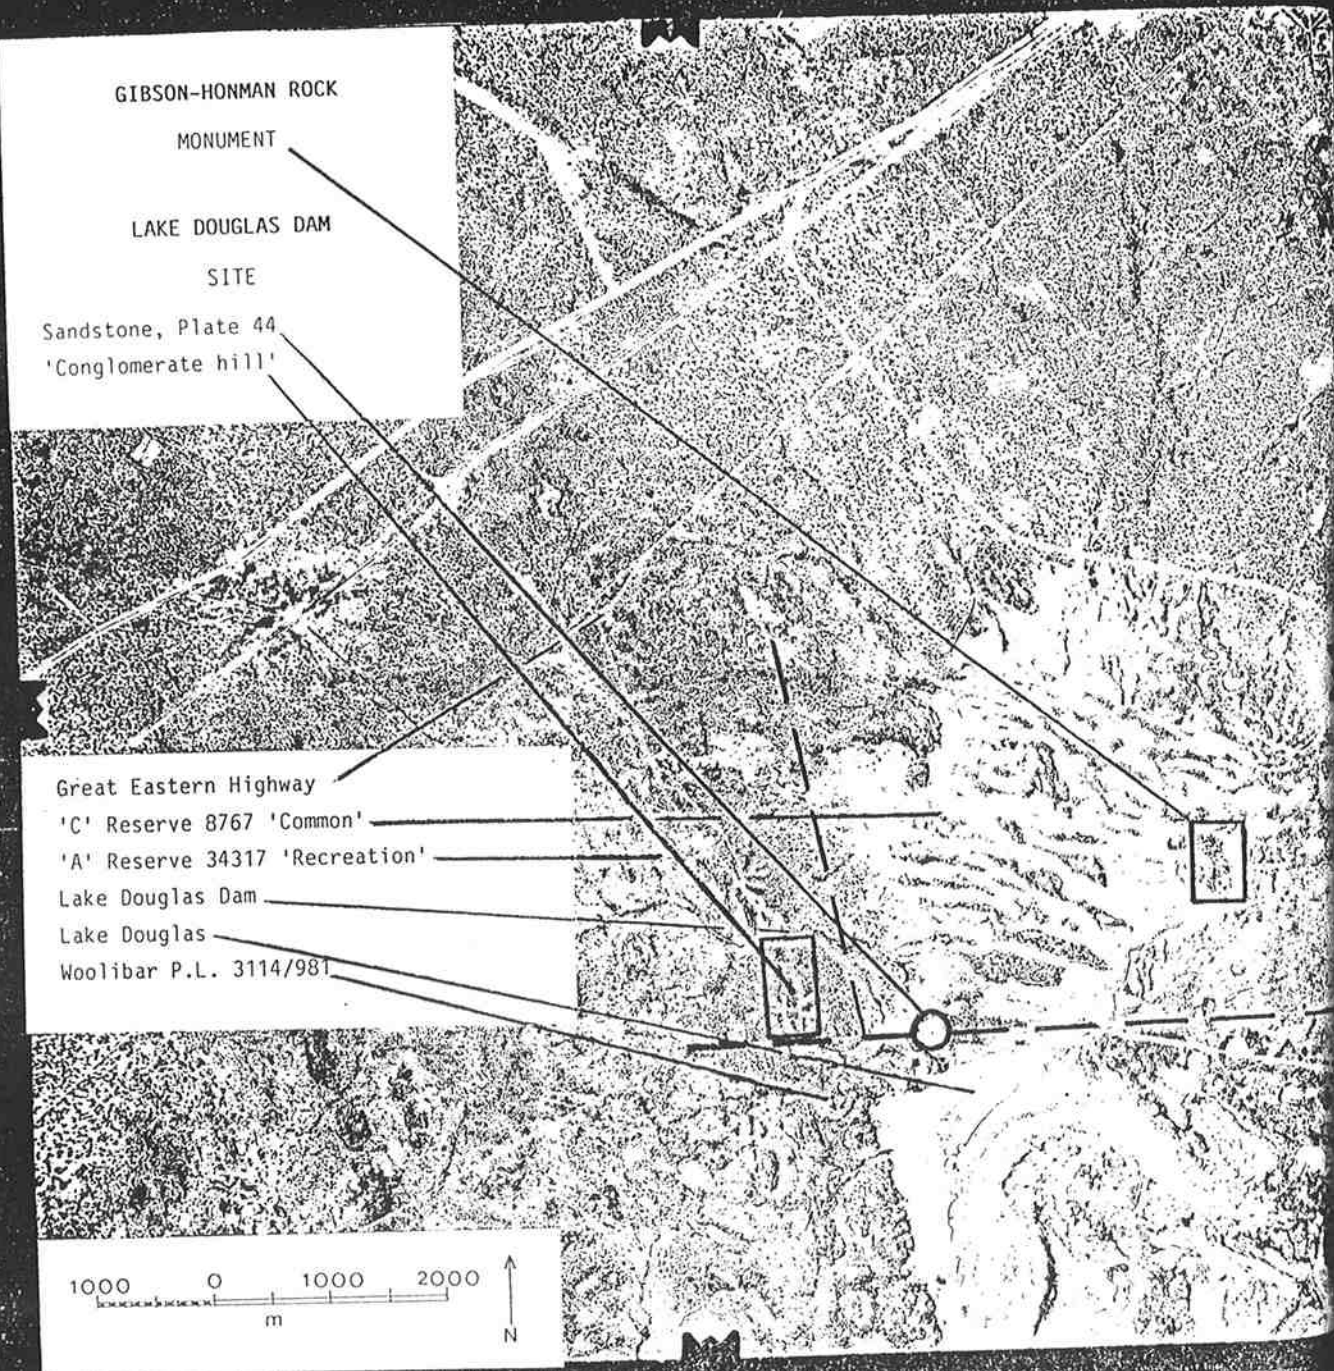 GIBSON-HONMAN ROCK
MONUMENT
LAKE DOUGLAS DAM
SITE
Sandstone, Plate 44
'Conglomerate hill'
Great Eastern Highway
'C' Reserve 8767 'Common'
'A' Reserve 34317 'Recreation'
Lake Douglas Dam
Lake Douglas
Woolibar P.L. 3114/981
1000 0 1000 2000
m
N